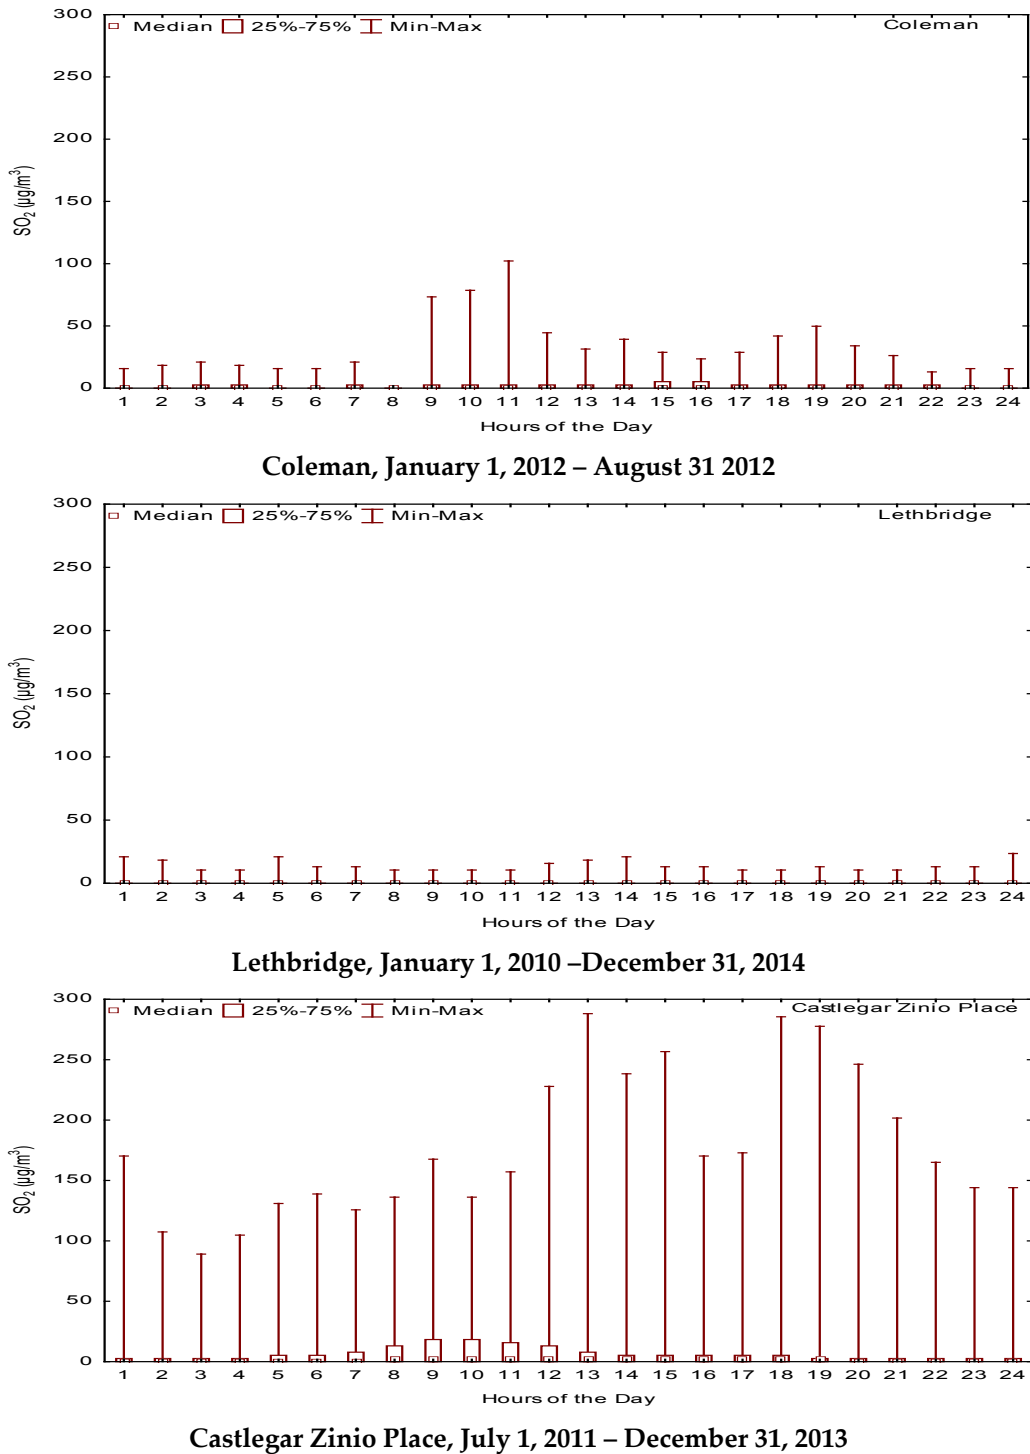 300
Median 25%-75% Min-Max Coleman
250
200
150
100
50
0
SO2 (µg/m3)
1 2 3 4 5 6 7 8 9 10 11 12 13 14 15 16 17 18 19 20 21 22 23 24
Hours of the Day
Coleman, January 1, 2012 – August 31 2012
300
Median 25%-75% Min-Max Lethbridge
250
200
150
100
50
0
SO2 (µg/m3)
1 2 3 4 5 6 7 8 9 10 11 12 13 14 15 16 17 18 19 20 21 22 23 24
Hours of the Day
Lethbridge, January 1, 2010 –December 31, 2014
300
Median 25%-75% Min-Max Castlegar Zinio Place
250
200
150
100
50
0
SO2 (µg/m3)
1 2 3 4 5 6 7 8 9 10 11 12 13 14 15 16 17 18 19 20 21 22 23 24
Hours of the Day
Castlegar Zinio Place, July 1, 2011 – December 31, 2013